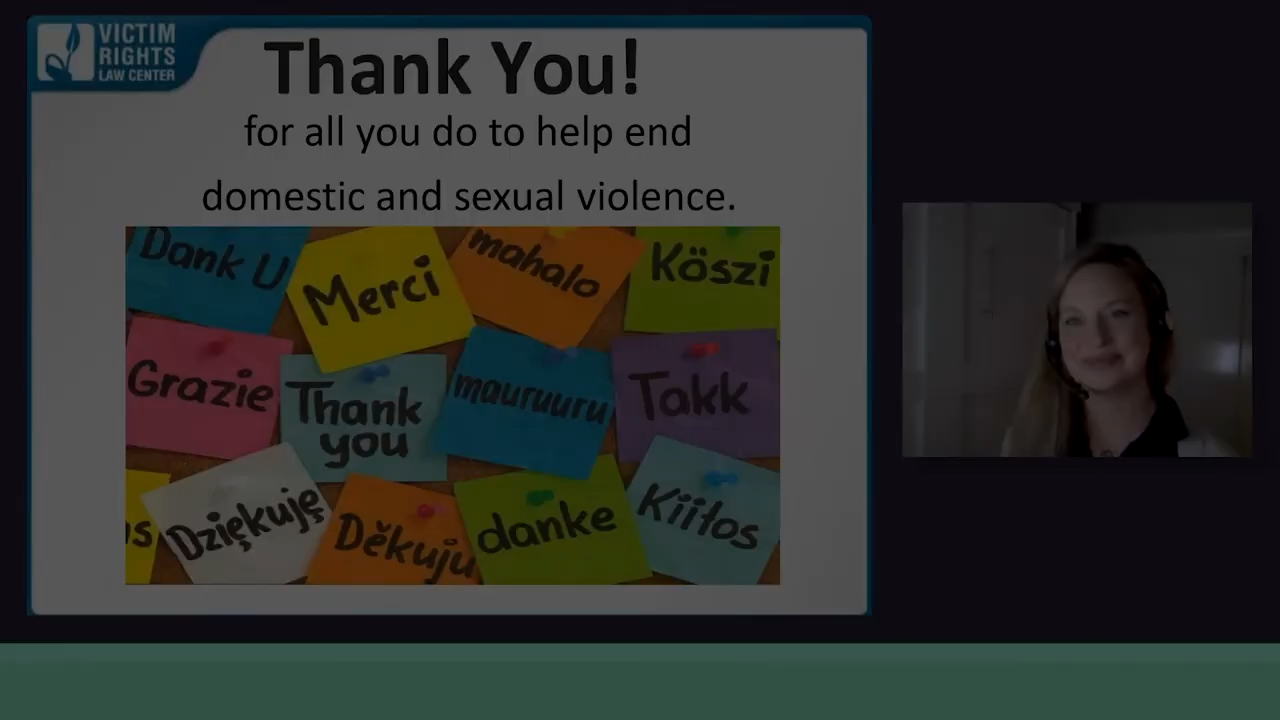 VICTIM
RIGHTS
LAW CENTER
Thank You!
for all you do to help end
domestic and sexual violence.
Dank U
Merci
mahalo
Köszi
Grazie
Thank
you
mauruuru
Takk
Dziękuję
Děkuju
danke
Kiitos